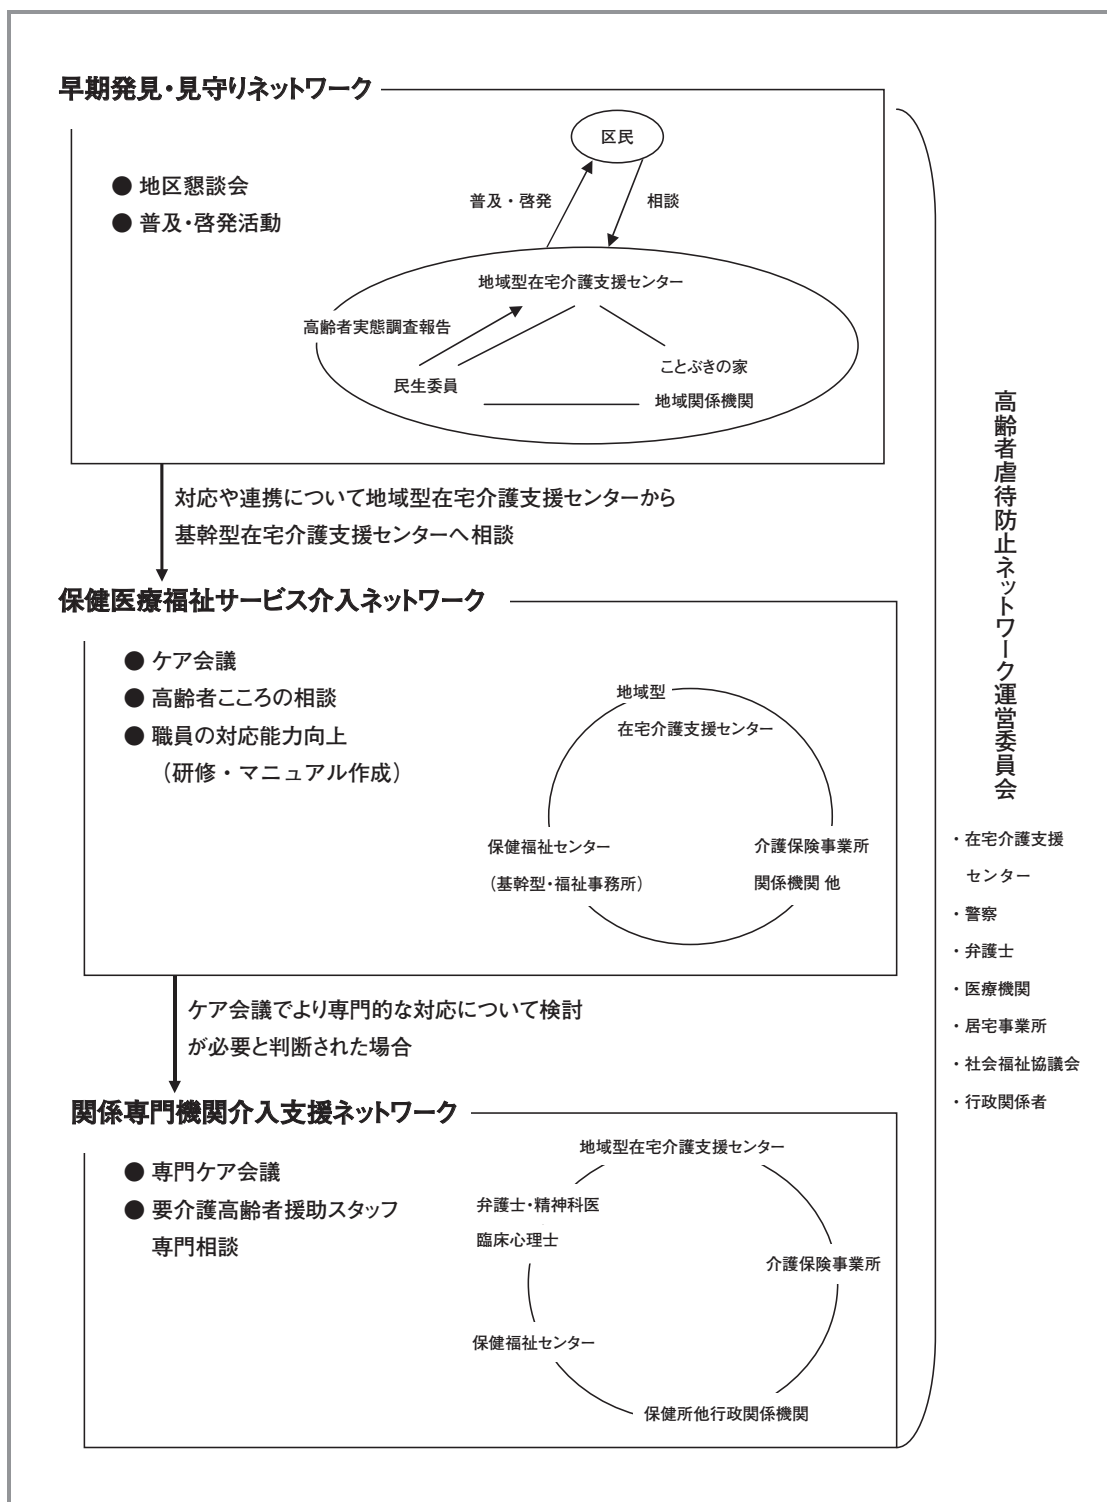 早期発見・見守りネットワーク
● 地区懇談会
● 普及・啓発活動
区民
普及・啓発
相談
地域型在宅介護支援センター
高齢者実態調査報告
民生委員
ことぶきの家
地域関係機関
対応や連携について地域型在宅介護支援センターから
基幹型在宅介護支援センターへ相談
保健医療福祉サービス介入ネットワーク
● ケア会議
● 高齢者こころの相談
● 職員の対応能力向上
（研修・マニュアル作成）
地域型
在宅介護支援センター
保健福祉センター
（基幹型・福祉事務所）
介護保険事業所
関係機関 他
ケア会議でより専門的な対応について検討
が必要と判断された場合
関係専門機関介入支援ネットワーク
● 専門ケア会議
● 要介護高齢者援助スタッフ
専門相談
地域型在宅介護支援センター
弁護士・精神科医
臨床心理士
介護保険事業所
保健福祉センター
保健所他行政関係機関
高齢者虐待防止ネットワーク運営委員会
・在宅介護支援
センター
・警察
・弁護士
・医療機関
・居宅事業所
・社会福祉協議会
・行政関係者